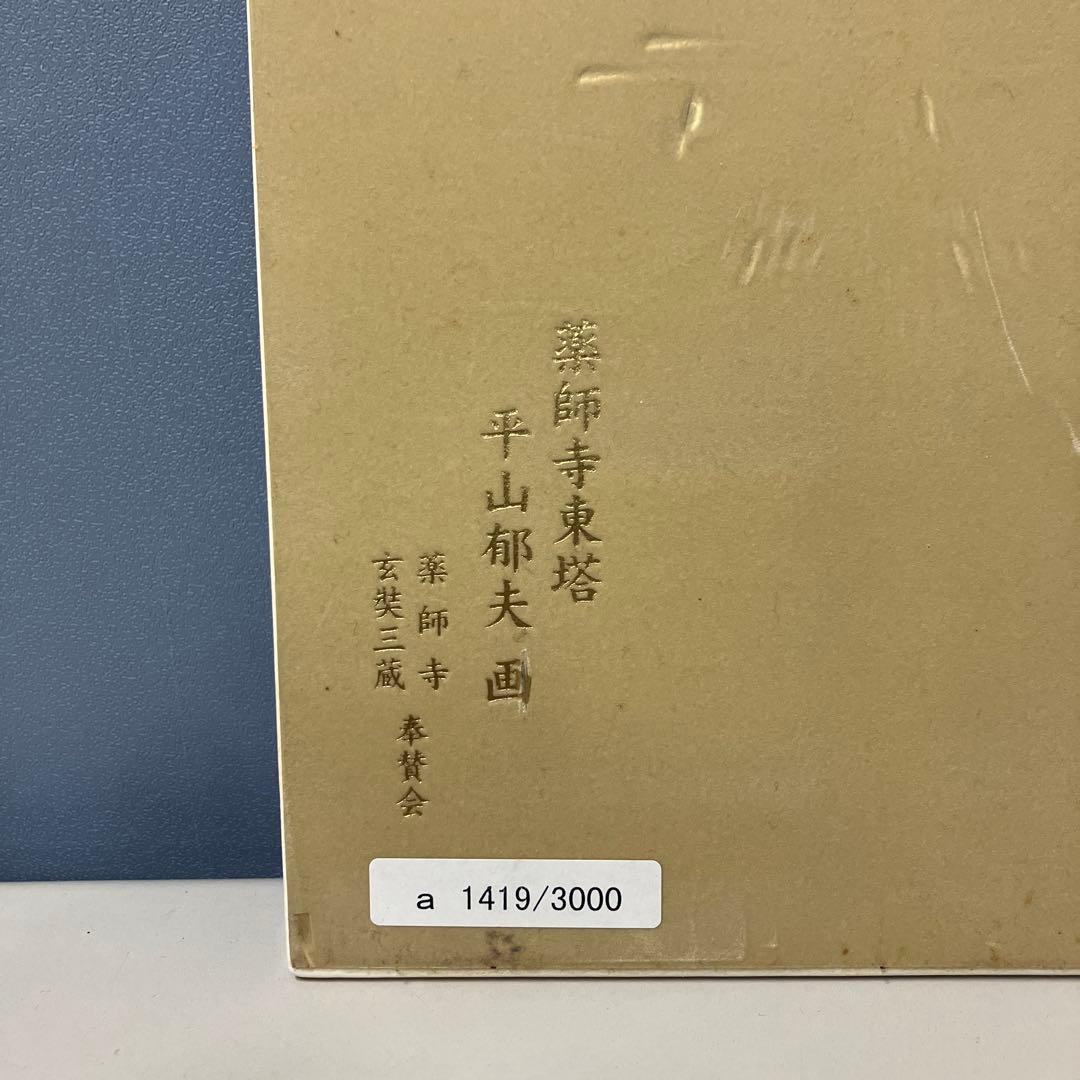 薬師寺東塔
平山郁夫 画
薬師寺
玄奘三蔵
奉賛会
a 1419/3000